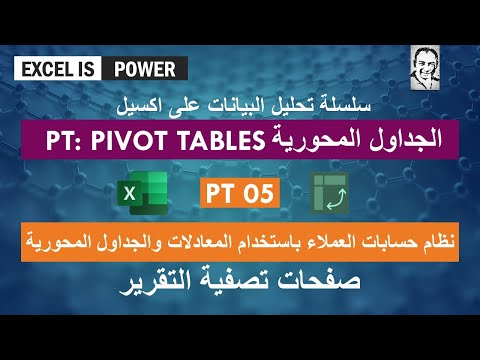 EXCEL IS POWER
سلسلة تحليل البيانات على اكسيل
PT: PIVOT TABLES الجداول المحورية
X PT 05
نظام حسابات العملاء باستخدام المعادلات والجداول المحورية
صفحات تصفية التقرير